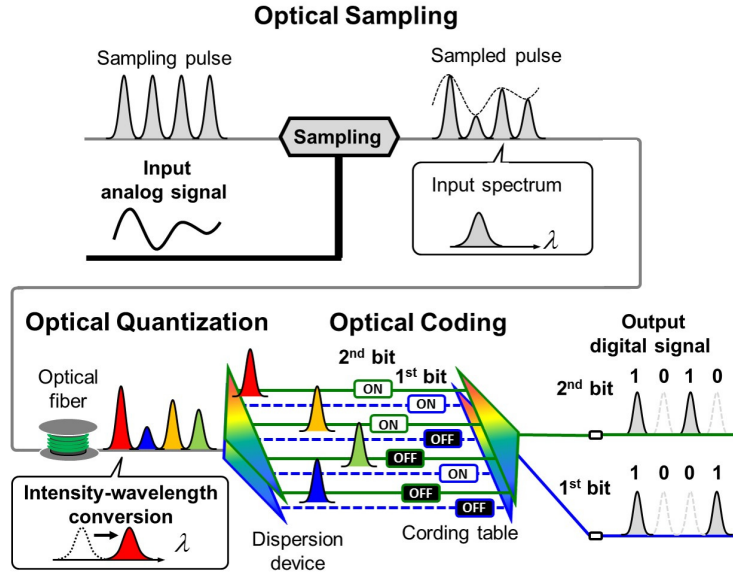 Optical Sampling
Sampling pulse
Sampled pulse
Sampling
Input
analog signal
Input spectrum
λ
Optical Quantization
Optical Coding
Output
digital signal
2nd bit
1st bit
Optical
fiber
ON
ON
ON
OFF
OFF
ON
OFF
OFF
2nd bit
1 0 1 0
1st bit
1 0 0 1
Intensity-wavelength
conversion
λ
Dispersion
device
Cording table